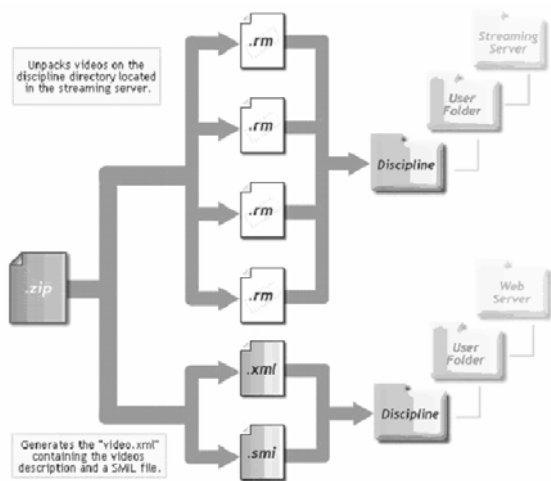 Unpacks videos on the
discipline directory located
in the streaming server.
.rm
.rm
.rm
.rm
Streaming
Server
User
Folder
Discipline
.zip
.xml
.smi
Web
Server
User
Folder
Discipline
Generates the "video.xml"
containing the videos
description and a SMIL file.